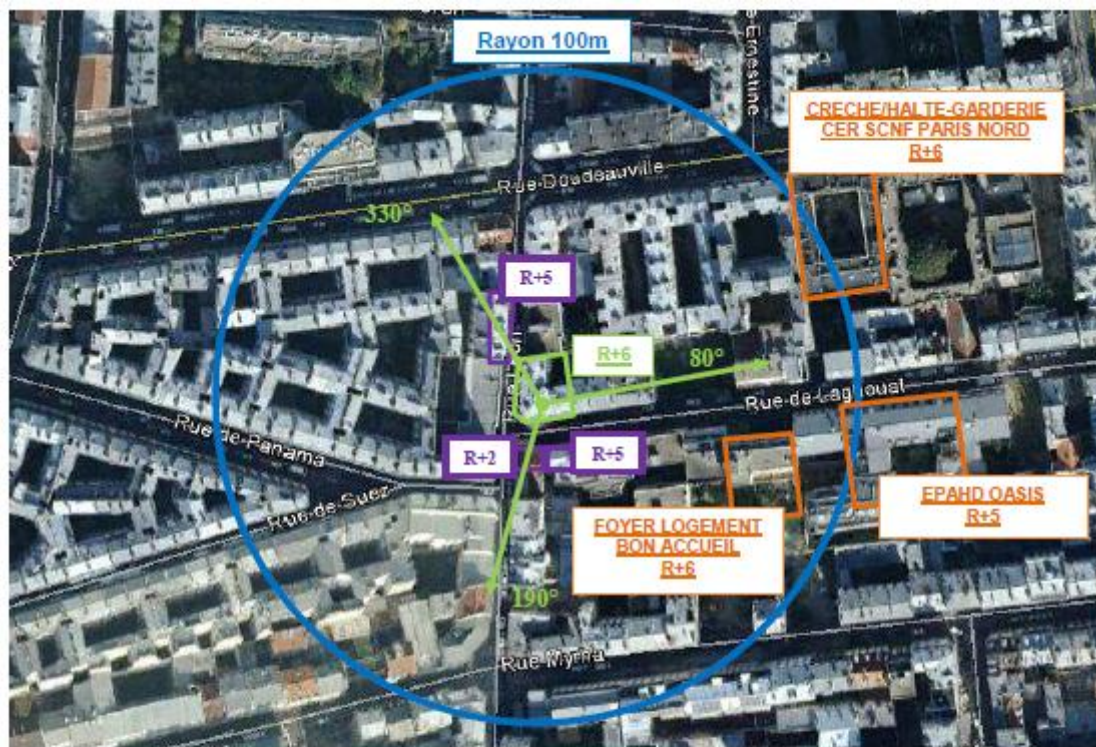 Rayon 100m
Ernestine
CRECHE/HALTE-GARDERIE
CER SCNF PARIS NORD
R+6
Rue-Doudeauville
330°
R+5
R+6
80°
Rue-de-Laghouat
Rue-de-Panama
R+2
R+5
Rue-de-Suez
EPAHD OASIS
R+5
FOYER LOGEMENT
BON ACCUEIL
R+6
190°
Rue-Myrha